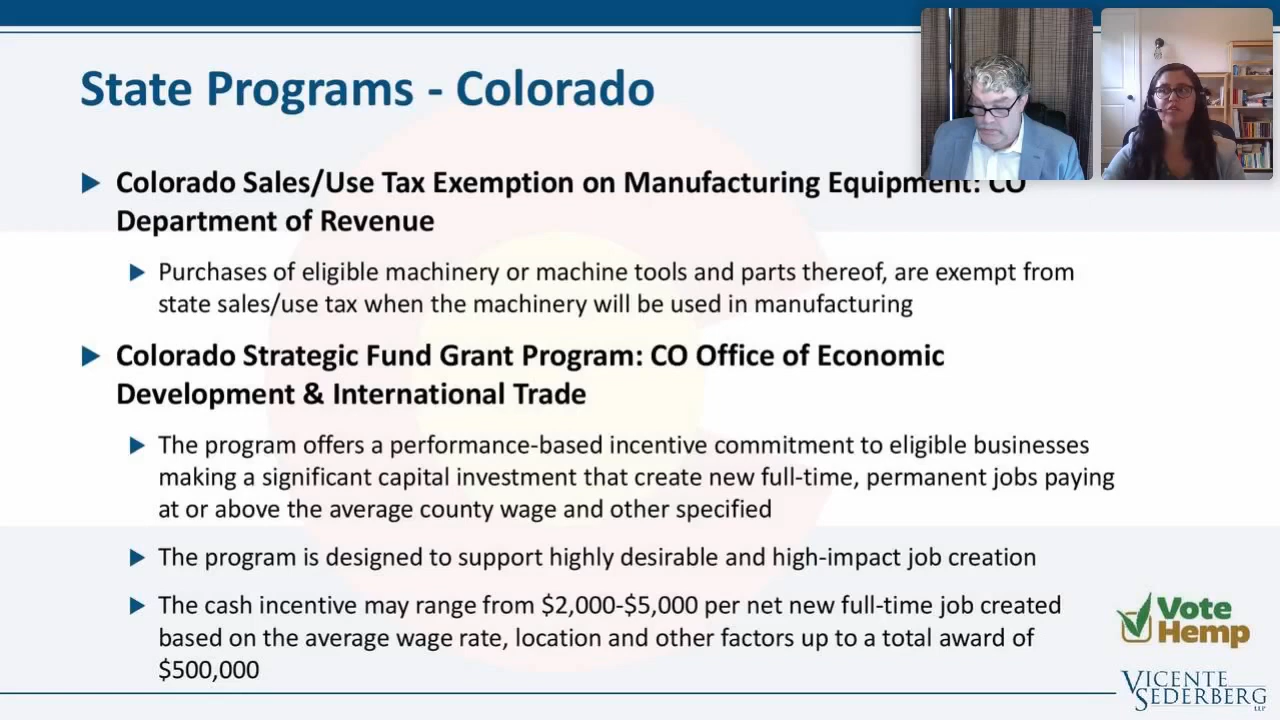 State Programs - Colorado
Colorado Sales/Use Tax Exemption on Manufacturing Equipment: CO
Department of Revenue
Purchases of eligible machinery or machine tools and parts thereof, are exempt from
state sales/use tax when the machinery will be used in manufacturing
Colorado Strategic Fund Grant Program: CO Office of Economic
Development & International Trade
The program offers a performance-based incentive commitment to eligible businesses
making a significant capital investment that create new full-time, permanent jobs paying
at or above the average county wage and other specified
The program is designed to support highly desirable and high-impact job creation
The cash incentive may range from $2,000-$5,000 per net new full-time job created
based on the average wage rate, location and other factors up to a total award of
$500,000
Vote
Hemp
VICENTE
SEDERBERG
LLP